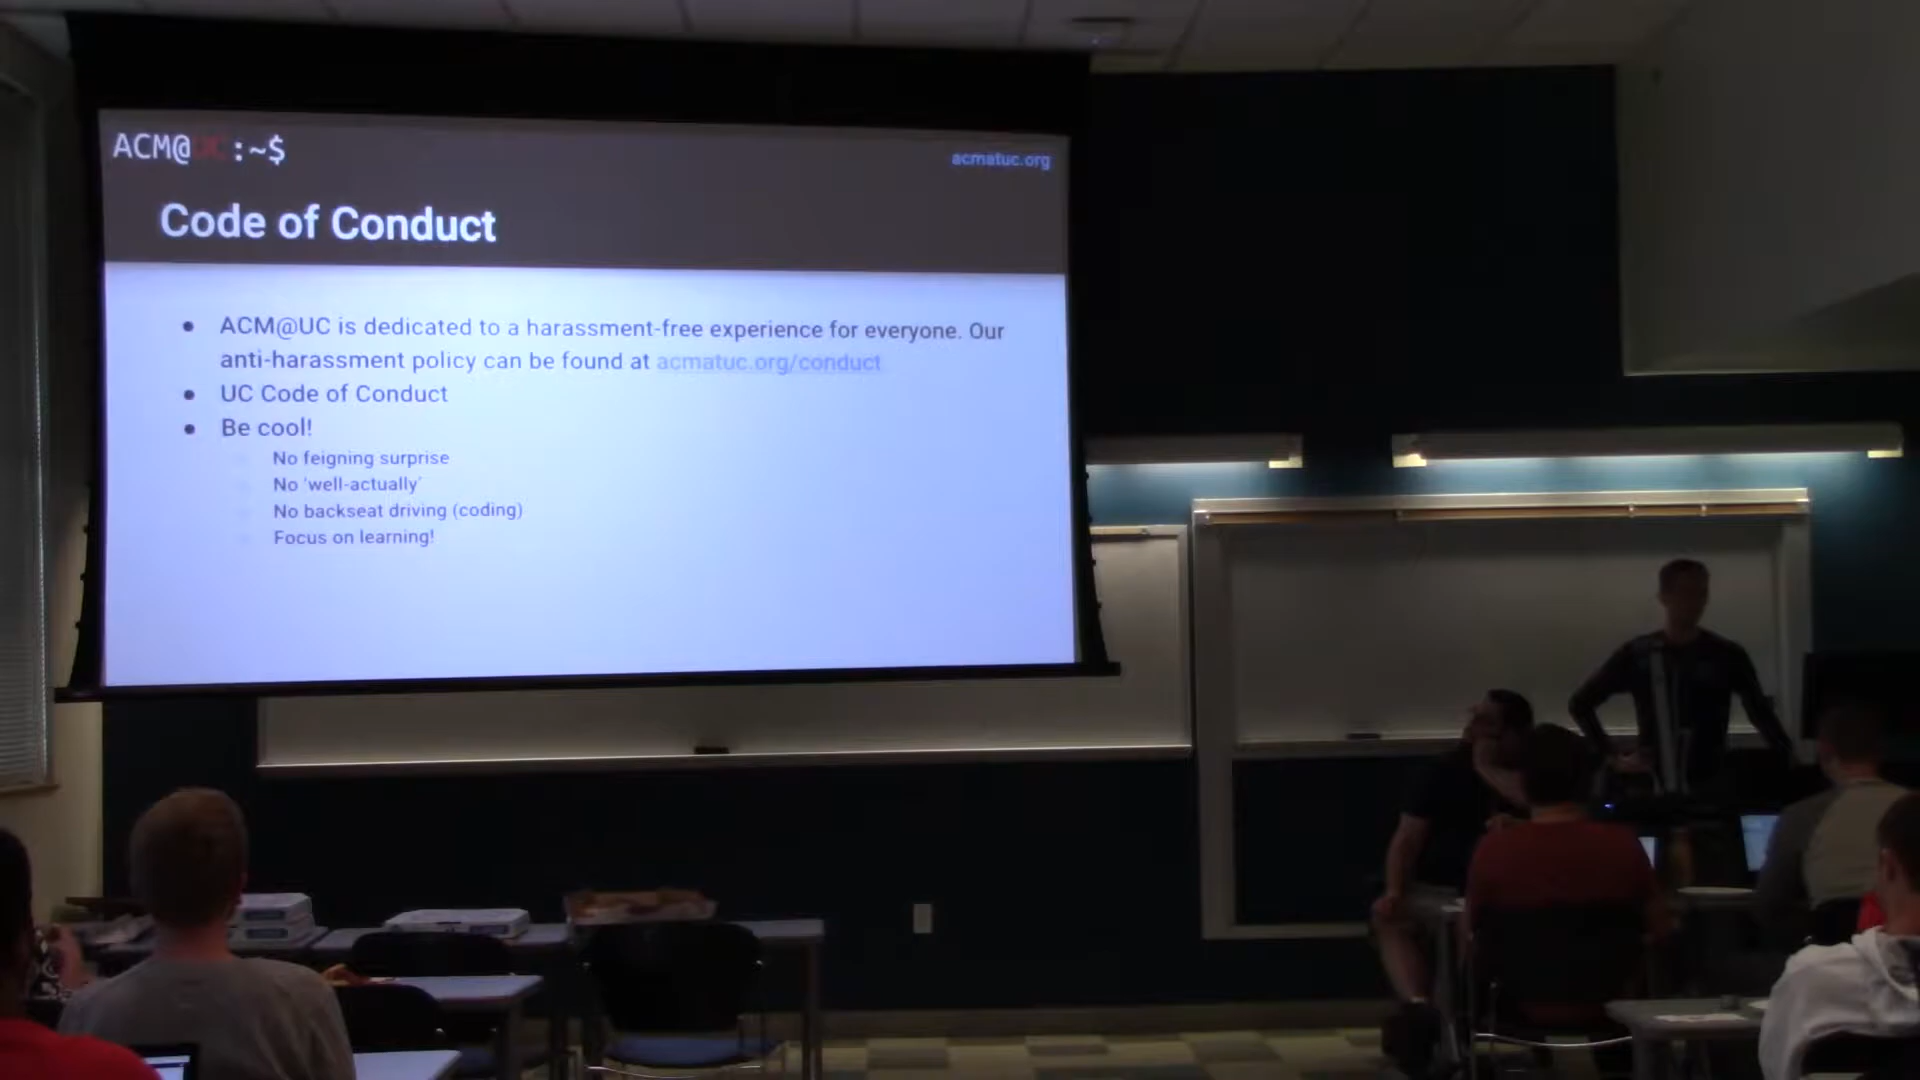 ACM@UC:~$
acmatuc.org
Code of Conduct
ACM@UC is dedicated to a harassment-free experience for everyone. Our
anti-harassment policy can be found at acmatuc.org/conduct
UC Code of Conduct
Be cool!
No feigning surprise
No 'well-actually'
No backseat driving (coding)
Focus on learning!